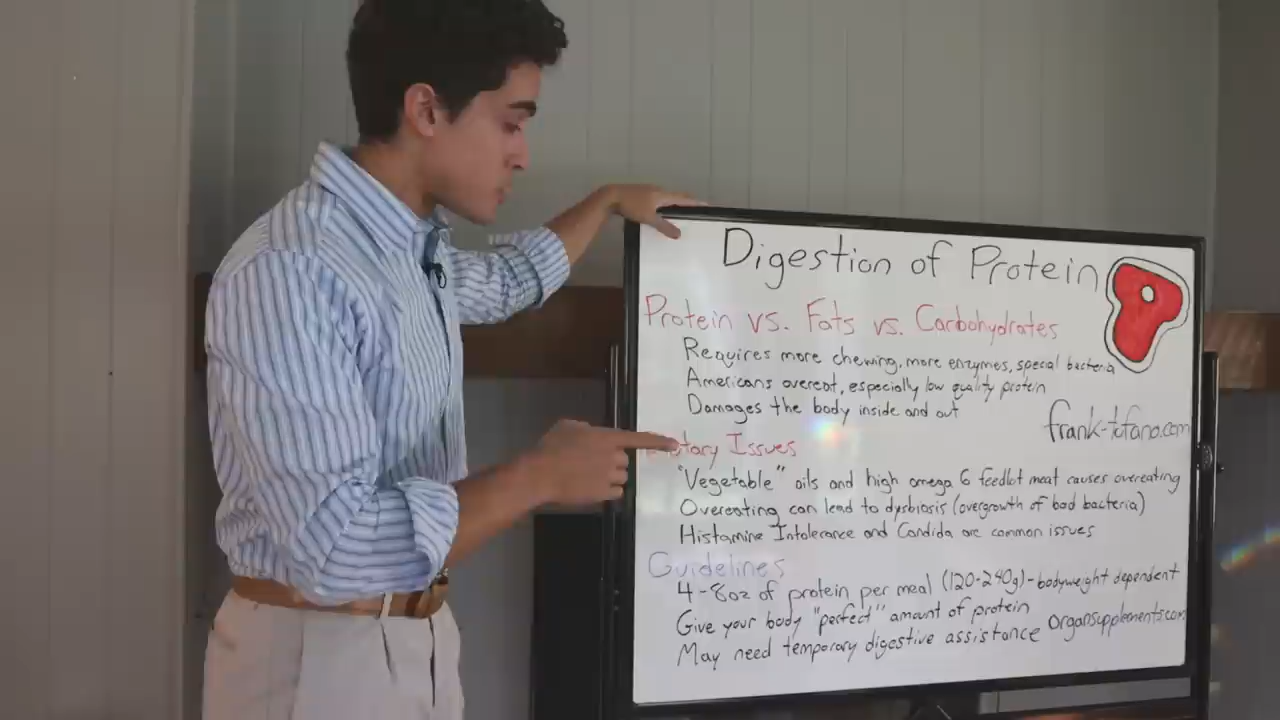 Digestion of Protein
Protein vs. Fats vs. Carbohydrates
Requires more chewing, more enzymes, special bacteria
Americans overeat, especially low quality protein
Damages the body inside and out
frank-tufano.com
Issues
"Vegetable" oils and high omega 6 feedlot meat causes overeating
Overeating can lead to dysbiosis (overgrowth of bad bacteria)
Histamine Intolerance and Candida are common issues
Guidelines
4-8oz of protein per meal (120-240g)-bodyweight dependent
Give your body "perfect" amount of protein
May need temporary digestive assistance
organsupplements.com